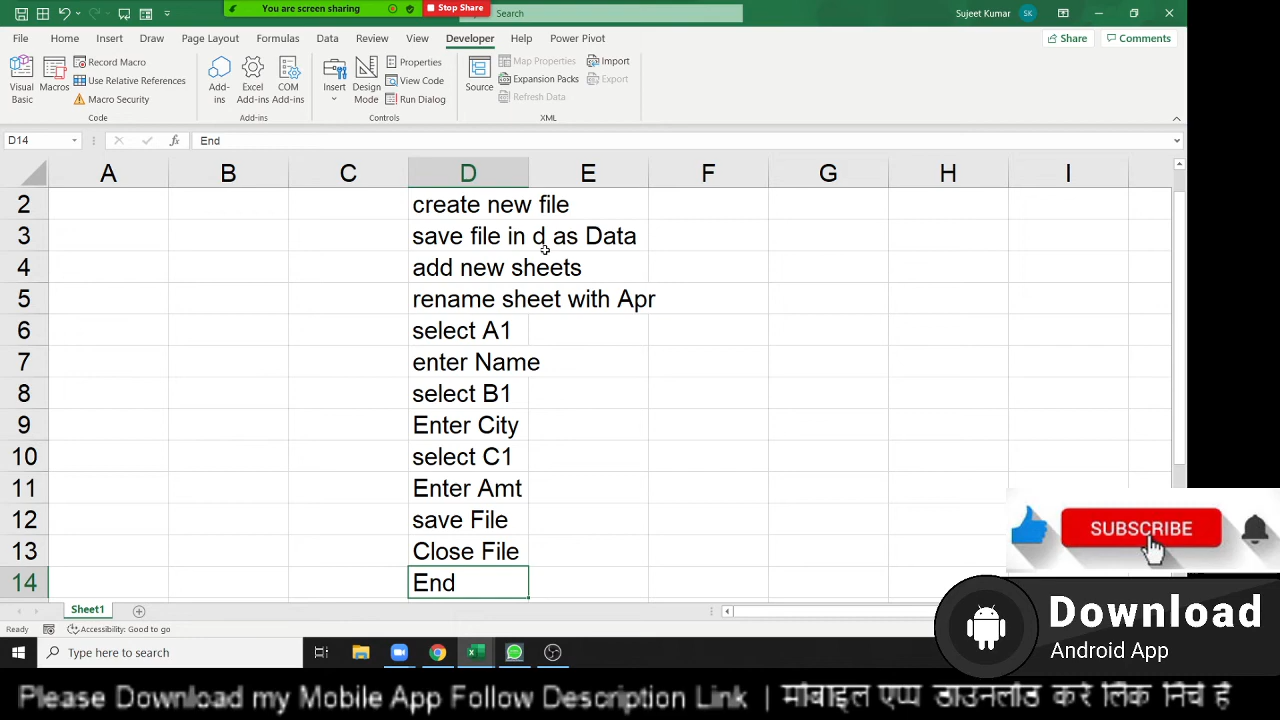 You are screen sharing
Stop Share
Search
Sujeet Kumar
SK
File
Home
Insert
Draw
Page Layout
Formulas
Data
Review
View
Developer
Help
Power Pivot
Share
Comments
Visual Basic
Macros
Record Macro
Use Relative References
Macro Security
Code
Add-ins
Excel Add-ins
COM Add-ins
Add-ins
Insert
Design Mode
Properties
View Code
Run Dialog
Controls
Source
Map Properties
Expansion Packs
Refresh Data
Import
Export
XML
D14
fx
End
A B C D E F G H I
2 create new file
3 save file in d as Data
4 add new sheets
5 rename sheet with Apr
6 select A1
7 enter Name
8 select B1
9 Enter City
10 select C1
11 Enter Amt
12 save File
13 Close File
14 End
SUBSCRIBE
Download
Android App
Sheet1
Ready
Accessibility: Good to go
Type here to search
Please Download my Mobile App Follow Description Link | मोबाइल एप्प डाउनलोड करे लिंक निचे है